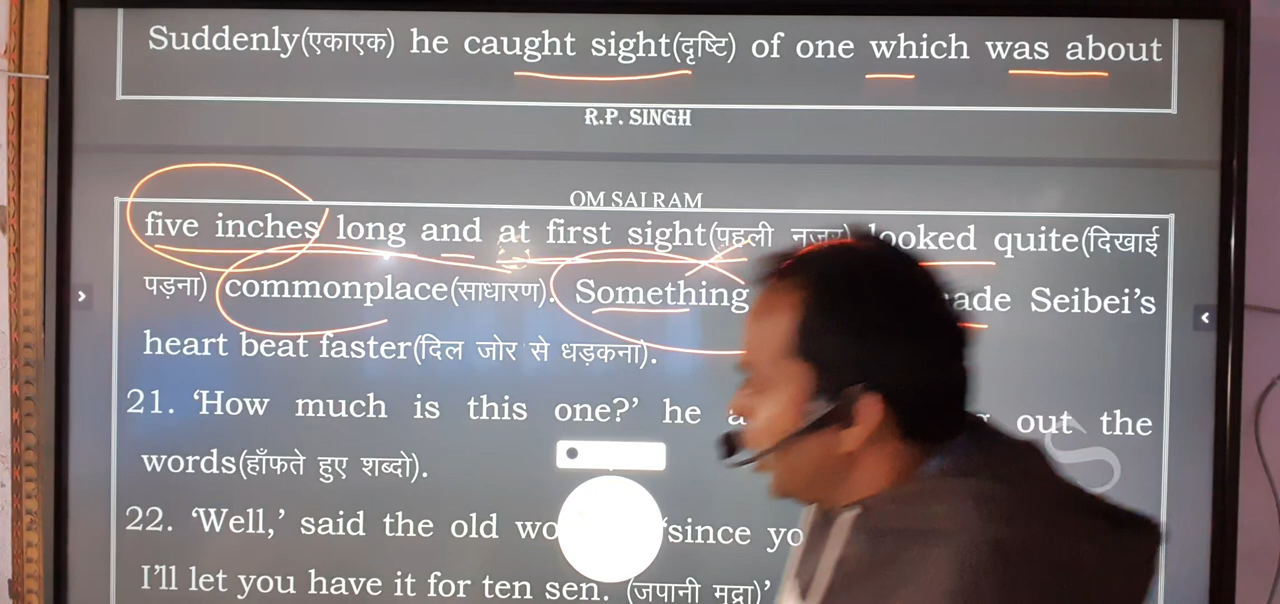 Suddenly(एकाएक) he caught sight(दृष्टि) of one which was about
R.P. SINGH
OM SAI RAM
five inches long and at first sight(पहली नजर) looked quite(दिखाई
पड़ना) commonplace(साधारण). Something Seibei's
heart beat faster(दिल जोर से धड़कना).
21. 'How much is this one?' he out the
words(हाँफते हुए शब्दो).
22. 'Well,' said the old 'since
I'll let you have it for ten sen. (जपानी मुद्रा)'